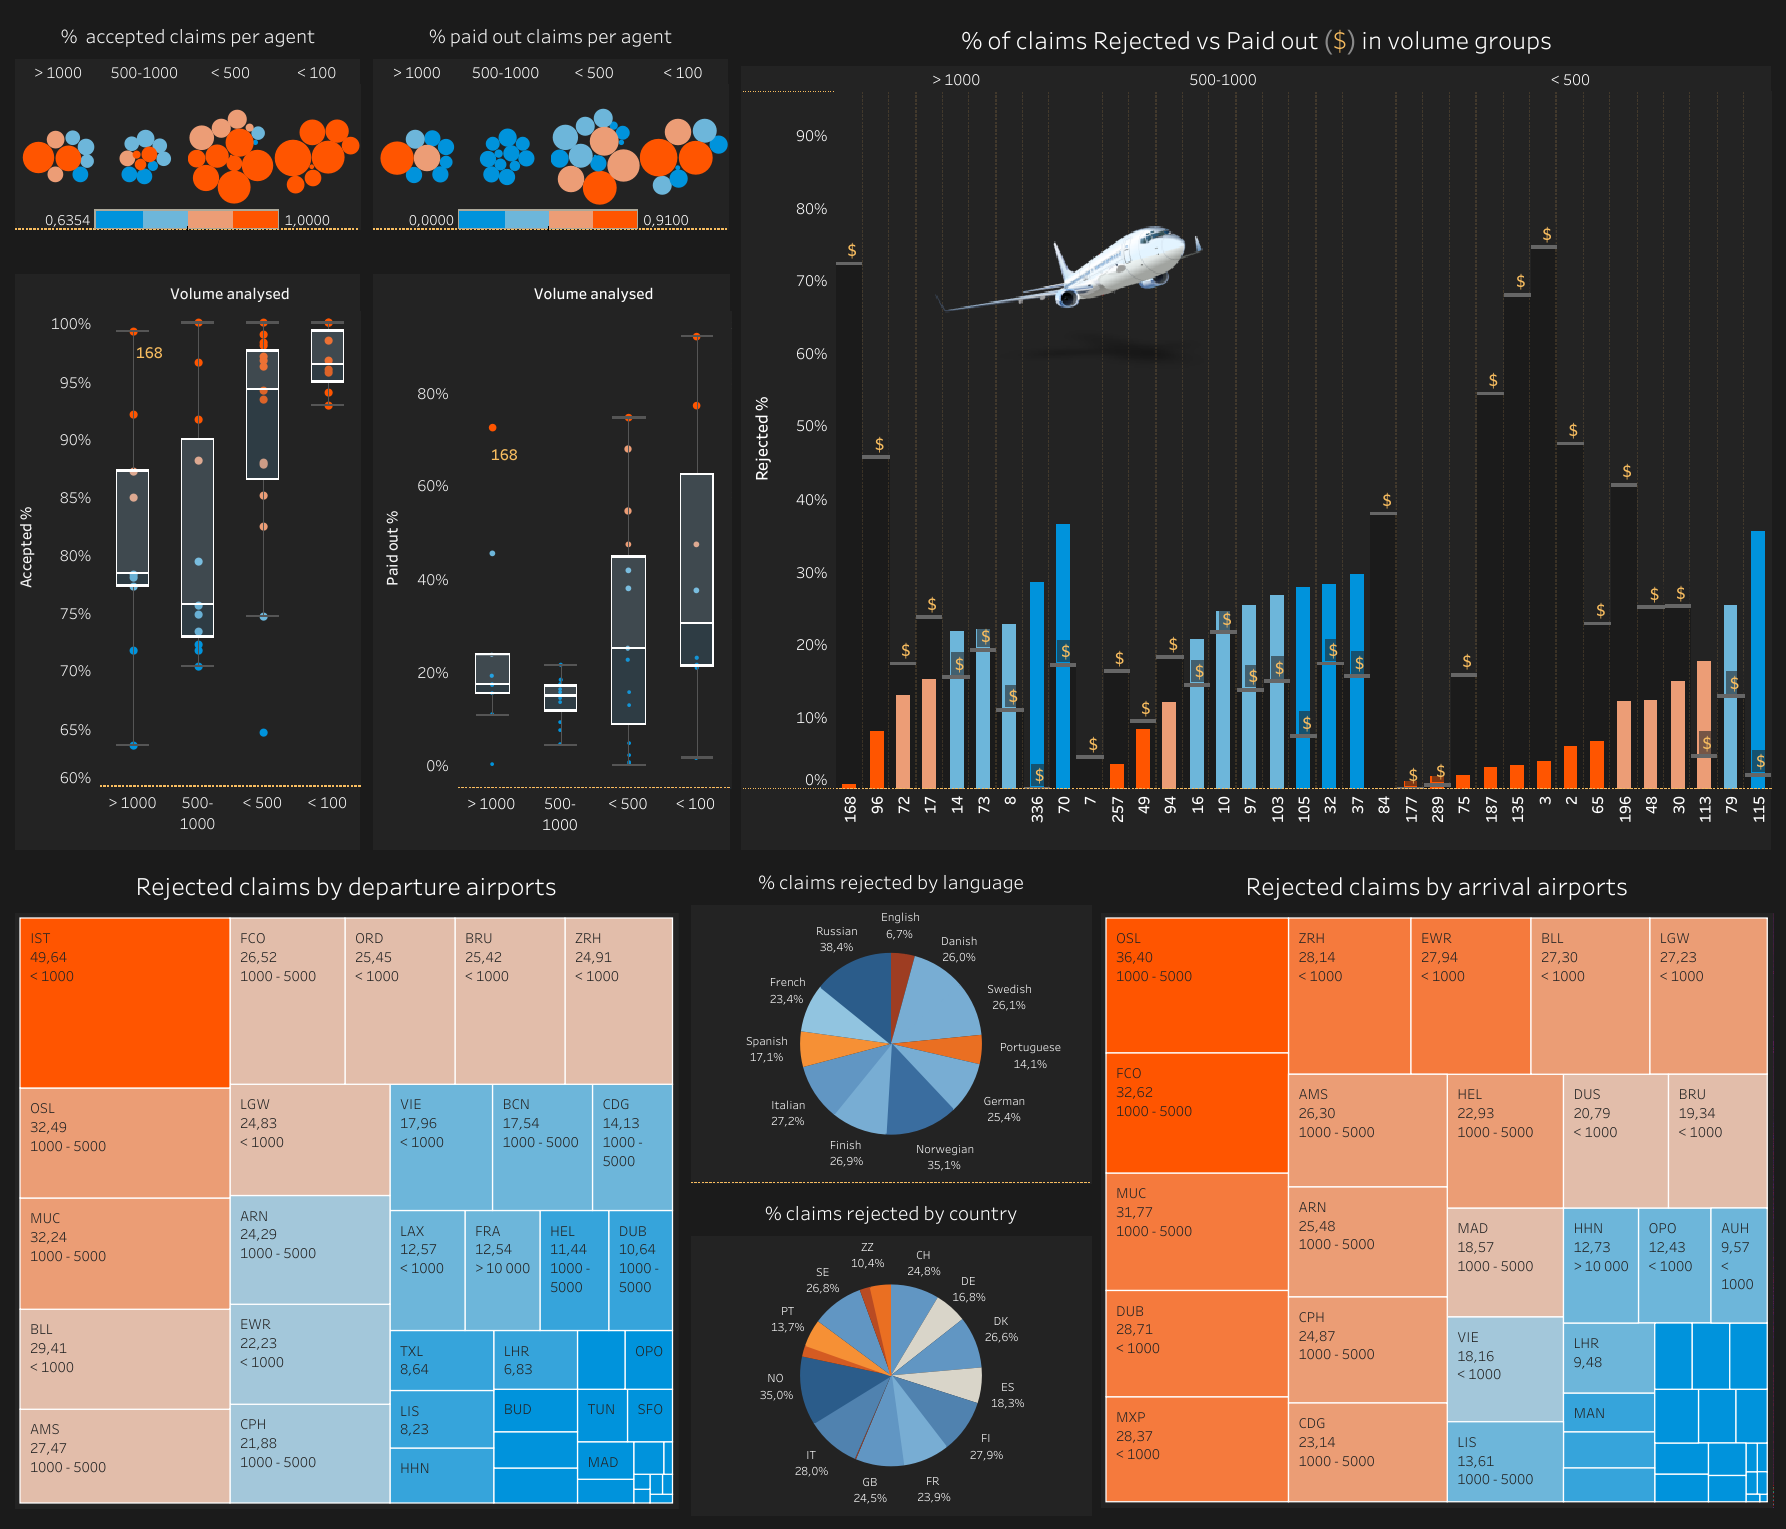 % accepted claims per agent
> 1000 500-1000 < 500 < 100
0,6354 1,0000
% paid out claims per agent
> 1000 500-1000 < 500 < 100
0,0000 0,9100
% of claims Rejected vs Paid out ($) in volume groups
> 1000 500-1000 < 500
Rejected %
90%
80%
70%
60%
50%
40%
30%
20%
10%
0%
$ $ $ $ $ $ $ $ $ $ $ $ $ $ $ $ $ $ $ $ $ $ $ $ $ $ $ $ $ $ $ $ $ $ $
168 96 72 17 14 73 8 336 70 7 257 49 94 16 10 97 103 105 32 37 84 177 289 75 187 135 3 2 65 196 48 30 113 79 115
Volume analysed
Accepted %
100%
168
95%
90%
85%
80%
75%
70%
65%
60%
> 1000 500-1000 < 500 < 100
Volume analysed
Paid out %
80%
168
60%
40%
20%
0%
> 1000 500-1000 < 500 < 100
Rejected claims by departure airports
IST
49,64
< 1000
OSL
32,49
1000 - 5000
MUC
32,24
1000 - 5000
BLL
29,41
< 1000
AMS
27,47
1000 - 5000
FCO
26,52
1000 - 5000
ORD
25,45
< 1000
BRU
25,42
< 1000
ZRH
24,91
< 1000
LGW
24,83
< 1000
ARN
24,29
1000 - 5000
EWR
22,23
< 1000
CPH
21,88
1000 - 5000
VIE
17,96
< 1000
BCN
17,54
1000 - 5000
CDG
14,13
1000 -
5000
LAX
12,57
< 1000
FRA
12,54
> 10 000
HEL
11,44
1000 -
5000
DUB
10,64
1000 -
5000
TXL
8,64
LIS
8,23
HHN
LHR
6,83
BUD
OPO
TUN
SFO
MAD
% claims rejected by language
English
6,7%
Danish
26,0%
Swedish
26,1%
Portuguese
14,1%
German
25,4%
Norwegian
35,1%
Finish
26,9%
Italian
27,2%
Spanish
17,1%
French
23,4%
Russian
38,4%
% claims rejected by country
ZZ
10,4%
CH
24,8%
DE
16,8%
DK
26,6%
ES
18,3%
FI
27,9%
FR
23,9%
GB
24,5%
IT
28,0%
NO
35,0%
PT
13,7%
SE
26,8%
Rejected claims by arrival airports
OSL
36,40
1000 - 5000
FCO
32,62
1000 - 5000
MUC
31,77
1000 - 5000
DUB
28,71
< 1000
MXP
28,37
< 1000
ZRH
28,14
< 1000
EWR
27,94
< 1000
BLL
27,30
< 1000
LGW
27,23
< 1000
AMS
26,30
1000 - 5000
ARN
25,48
1000 - 5000
CPH
24,87
1000 - 5000
CDG
23,14
1000 - 5000
HEL
22,93
1000 - 5000
DUS
20,79
< 1000
BRU
19,34
< 1000
MAD
18,57
1000 - 5000
VIE
18,16
< 1000
LIS
13,61
1000 - 5000
HHN
12,73
> 10 000
OPO
12,43
< 1000
AUH
9,57
<
1000
LHR
9,48
MAN